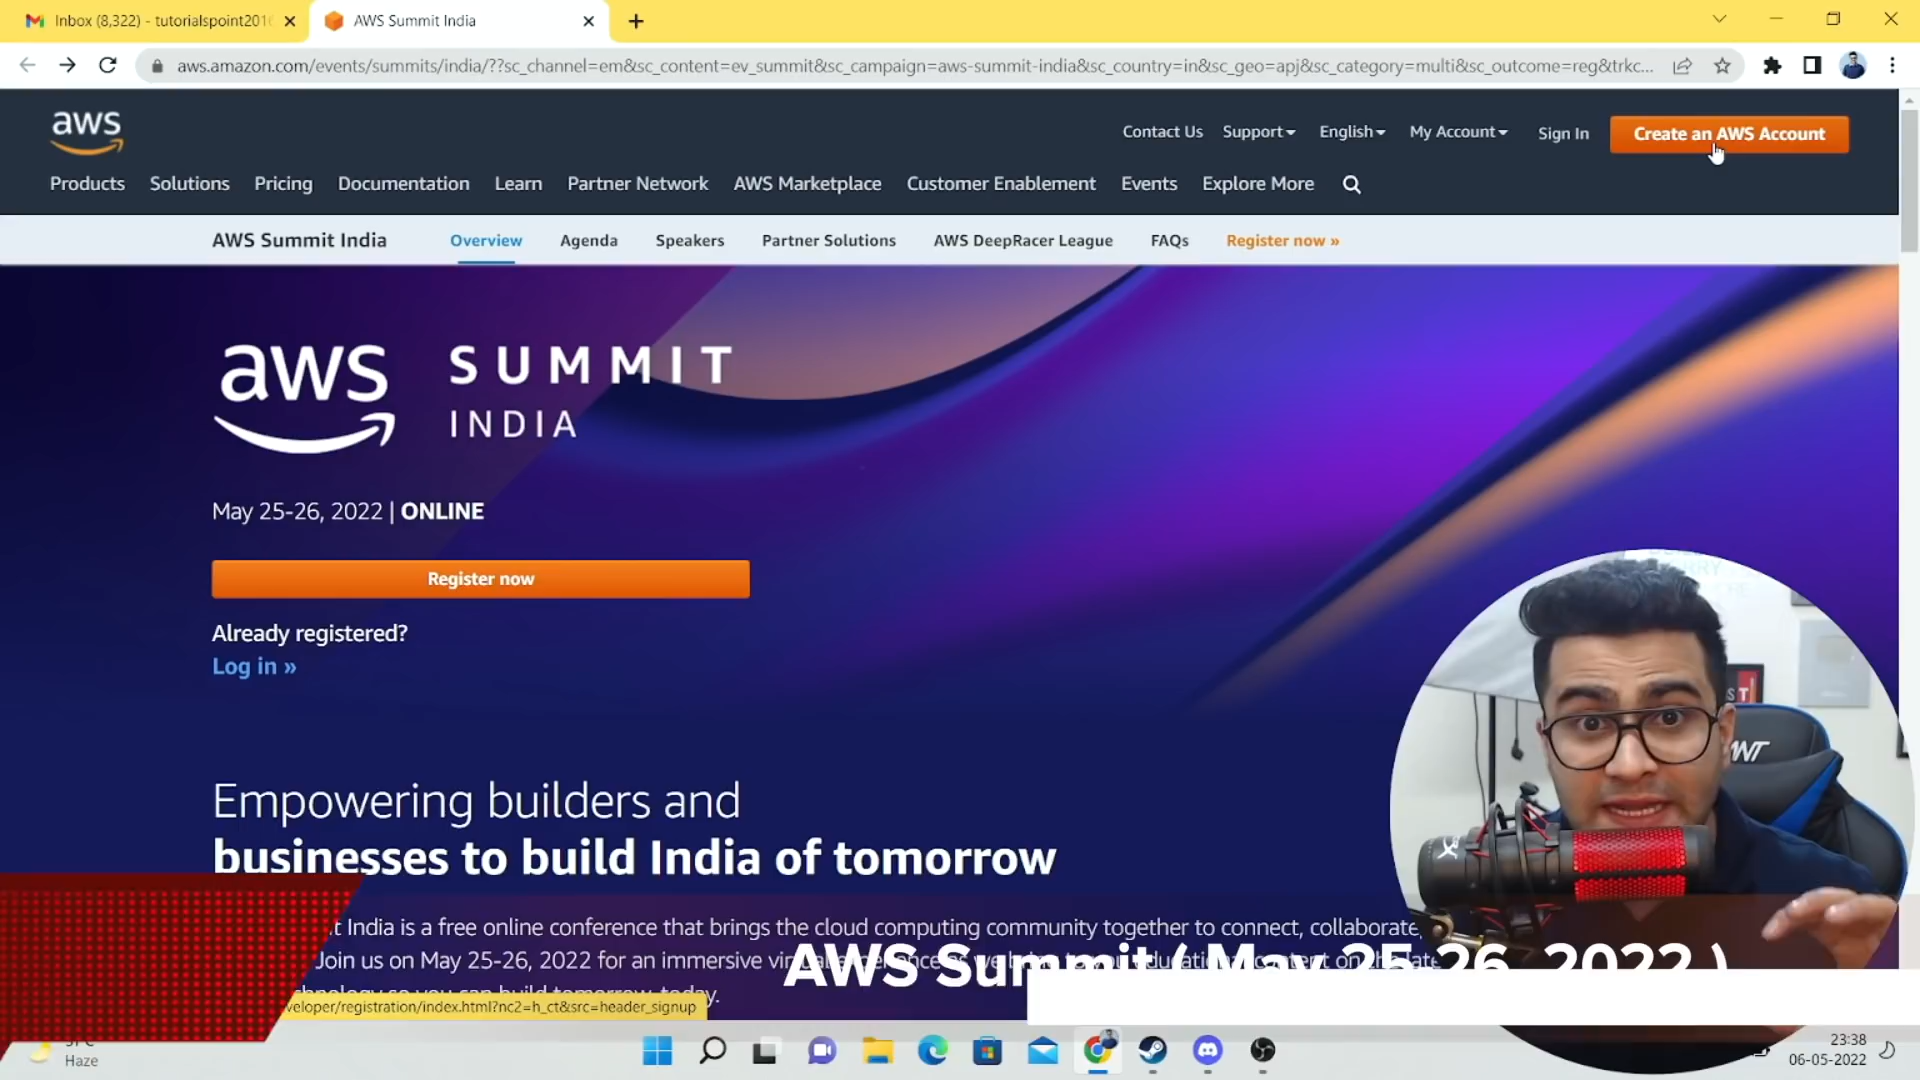 Inbox (8,322) - tutorialspoint201
AWS Summit India
aws.amazon.com/events/summits/india/??sc_channel=em&sc_content=ev_summit&sc_campaign=aws-summit-india&sc_country=in&sc_geo=apj&sc_category=multi&sc_outcome=reg&trkc...
aws
Contact Us Support English My Account Sign In Create an AWS Account
Products Solutions Pricing Documentation Learn Partner Network AWS Marketplace Customer Enablement Events Explore More
AWS Summit India Overview Agenda Speakers Partner Solutions AWS DeepRacer League FAQs Register now »
aws SUMMIT
INDIA
May 25-26, 2022 | ONLINE
Register now
Already registered?
Log in »
Empowering builders and
businesses to build India of tomorrow
India is a free online conference that brings the cloud computing community together to connect, collaborate,
Join us on May 25-26, 2022 for an immersive
AWS Summit ( May 25-26, 2022 )
veloper/registration/index.html?nc2=h_ct&src=header_signup
Haze
23:38
06-05-2022